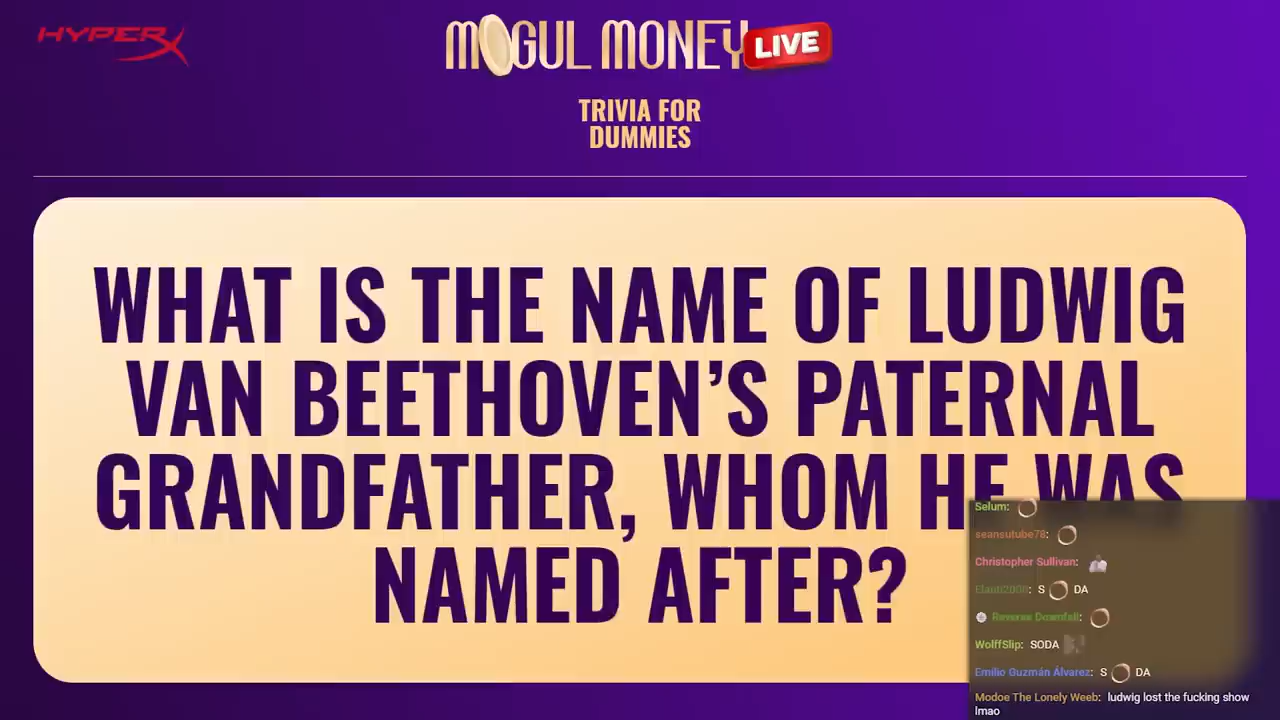 HYPERX
MOGUL MONEY LIVE
TRIVIA FOR
DUMMIES
WHAT IS THE NAME OF LUDWIG
VAN BEETHOVEN'S PATERNAL
GRANDFATHER, WHOM HE WAS
NAMED AFTER?
Selum:
seansutube78:
Christopher Sullivan:
: S DA
Reverse Downfall:
WolffSlip: SODA
Emilio Guzmán Álvarez: S DA
Modoe The Lonely Weeb: ludwig lost the fucking show
lmao